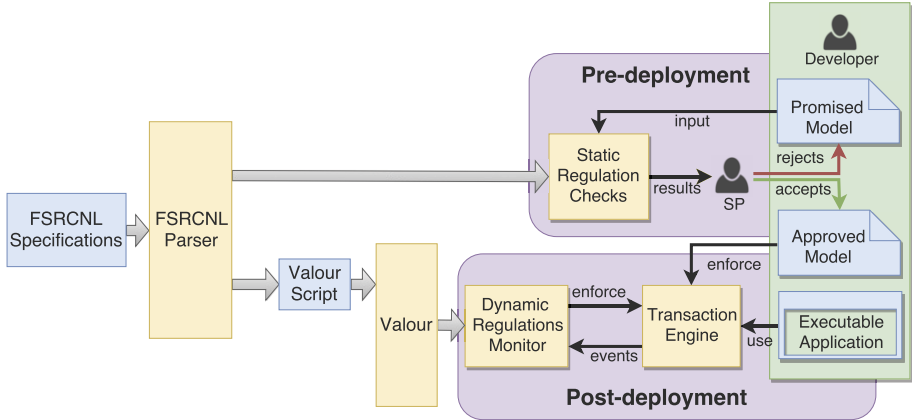 Developer
Pre-deployment
Promised
Model
input
Static
Regulation
Checks
results
SP
rejects
accepts
FSRCNL
Specifications
FSRCNL
Parser
Approved
Model
enforce
Valour
Script
Valour
Dynamic
Regulations
Monitor
enforce
events
Transaction
Engine
use
Executable
Application
Post-deployment